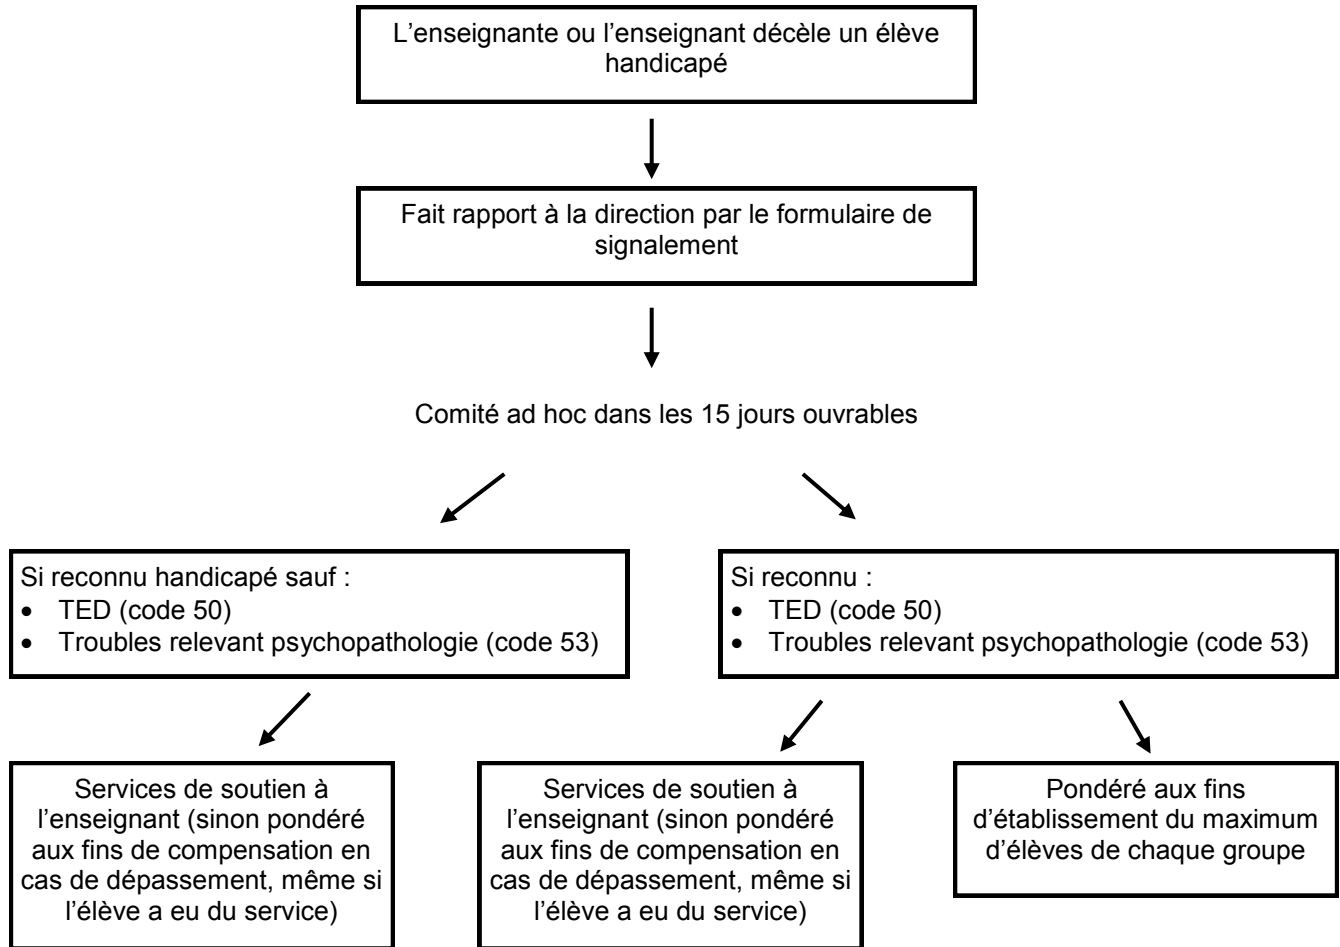 L'enseignante ou l'enseignant décèle un élève
handicapé
Fait rapport à la direction par le formulaire de
signalement
Comité ad hoc dans les 15 jours ouvrables
Si reconnu handicapé sauf :
• TED (code 50)
• Troubles relevant psychopathologie (code 53)
Si reconnu :
• TED (code 50)
• Troubles relevant psychopathologie (code 53)
Services de soutien à
l'enseignant (sinon pondéré
aux fins de compensation en
cas de dépassement, même si
l'élève a eu du service)
Services de soutien à
l'enseignant (sinon pondéré
aux fins de compensation en
cas de dépassement, même si
l'élève a eu du service)
Pondéré aux fins
d'établissement du maximum
d'élèves de chaque groupe